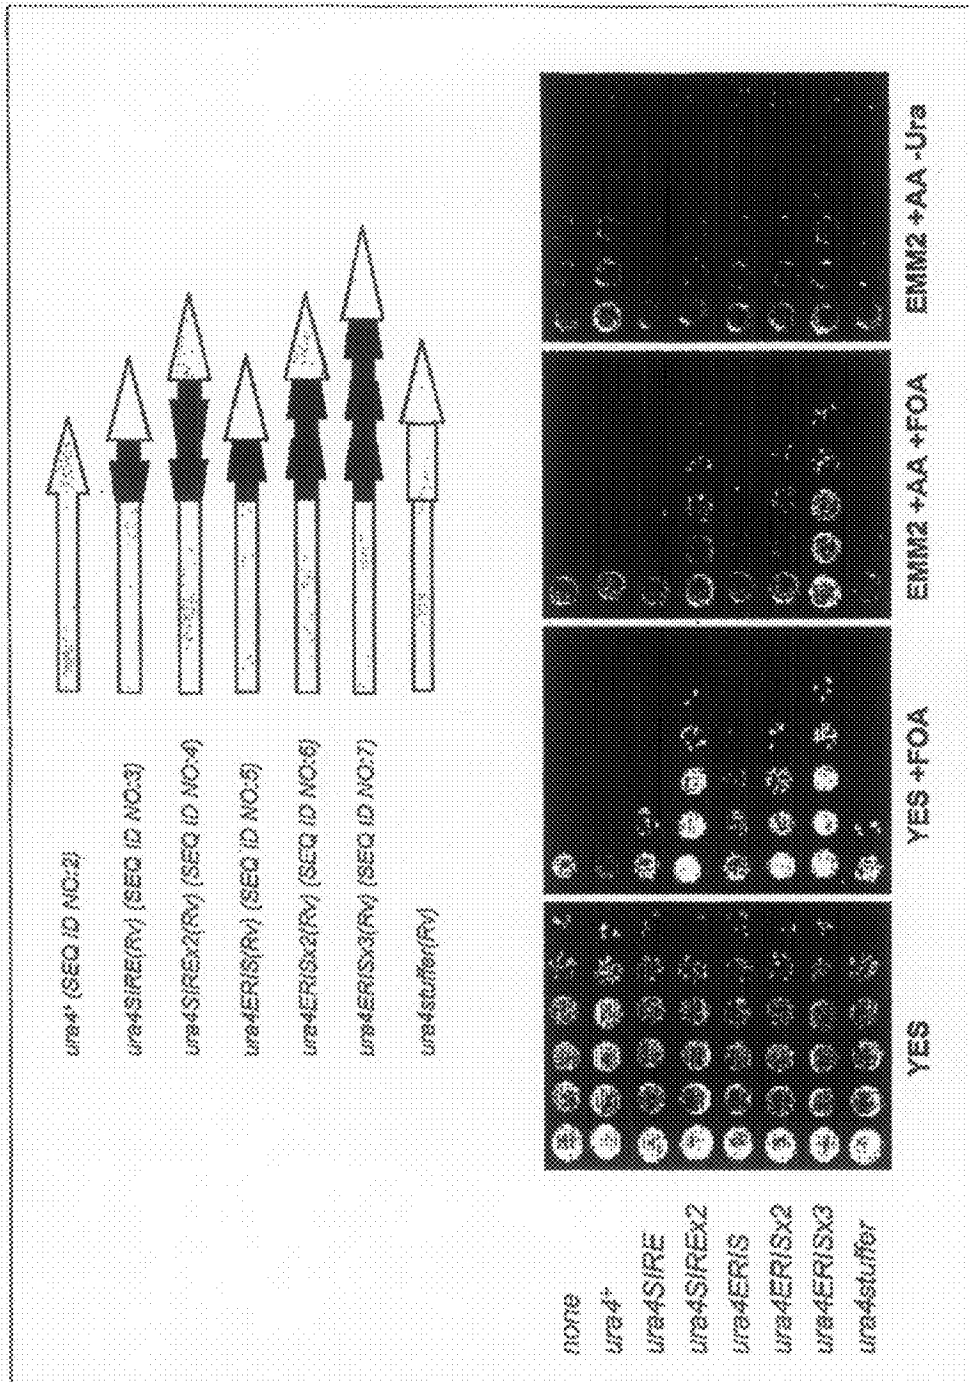 ura4⁺ (SEQ ID NO:2)
ura4SIRE(Rv) (SEQ ID NO:3)
ura4SIREx2(Rv) (SEQ ID NO:4)
ura4ERIS(Rv) (SEQ ID NO:5)
ura4ERISx2(Rv) (SEQ ID NO:6)
ura4ERISx3(Rv) (SEQ ID NO:7)
ura4stuffer(Rv)
none
ura4⁺
ura4SIRE
ura4SIREx2
ura4ERIS
ura4ERISx2
ura4ERISx3
ura4stuffer
YES
YES +FOA
EMM2 +AA +FOA
EMM2 +AA -Ura